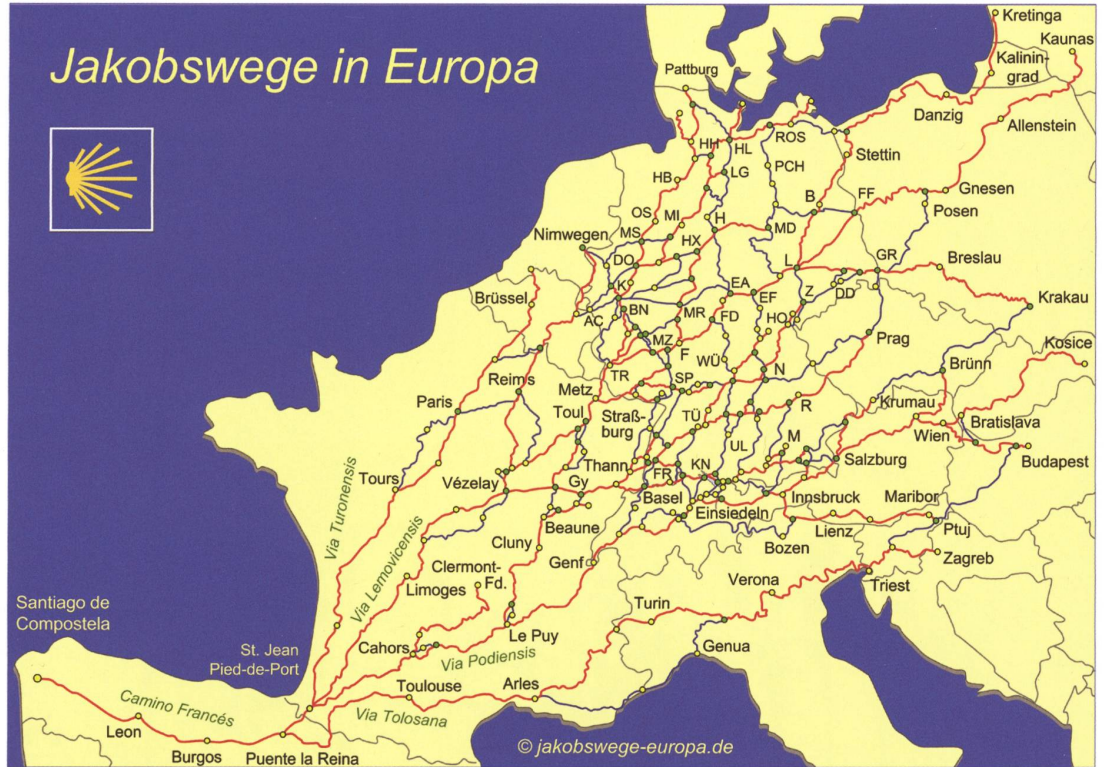 Jakobswege in Europa
Kretinga
Kaunas
Kalinin-
grad
Pattburg
Danzig
Allenstein
HH
HL
ROS
Stettin
PCH
HB
LG
Gnesen
FF
B
Posen
OS
MI
MS
H
MD
Nimwegen
HX
DO
L
GR
Breslau
K
EA
EF
Z
DD
Brüssel
Krakau
BN
AC
MR
FD
HO
MZ
F
Prag
Kosice
WÜ
Brünn
TR
N
SP
Reims
Metz
Paris
Toul
Straß-
burg
TÜ
R
Krumau
Bratislava
Wien
UL
M
Thann
Salzburg
Budapest
Tours
Vézelay
FR
KN
Gy
Basel
Innsbruck
Maribor
Einsiedeln
Beaune
Lienz
Ptuj
Cluny
Bozen
Via Turonensis
Genf
Zagreb
Via Lemovicensis
Clermont-
Fd.
Limoges
Verona
Triest
Santiago de
Compostela
Turin
Le Puy
St. Jean
Pied-de-Port
Cahors
Via Podiensis
Genua
Toulouse
Arles
Camino Francés
Via Tolosana
Leon
Burgos
Puente la Reina
© jakobswege-europa.de